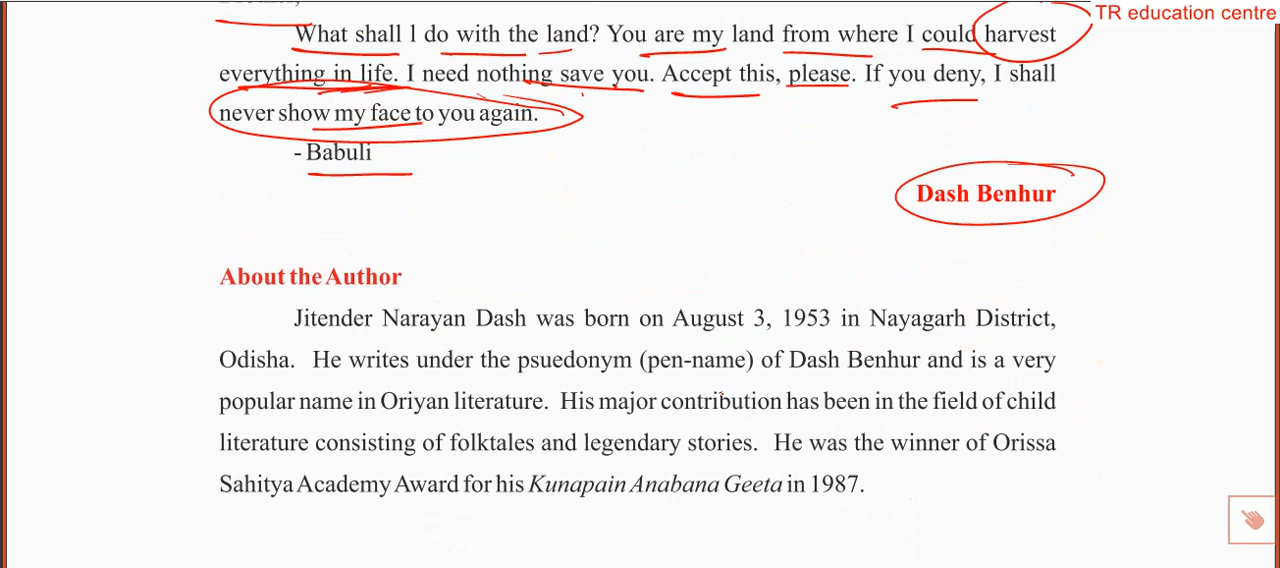 TR education centre
What shall l do with the land? You are my land from where I could harvest
everything in life. I need nothing save you. Accept this, please. If you deny, I shall
never show my face to you again.
- Babuli
Dash Benhur
About the Author
Jitender Narayan Dash was born on August 3, 1953 in Nayagarh District,
Odisha. He writes under the psuedonym (pen-name) of Dash Benhur and is a very
popular name in Oriyan literature. His major contribution has been in the field of child
literature consisting of folktales and legendary stories. He was the winner of Orissa
Sahitya Academy Award for his Kunapain Anabana Geeta in 1987.